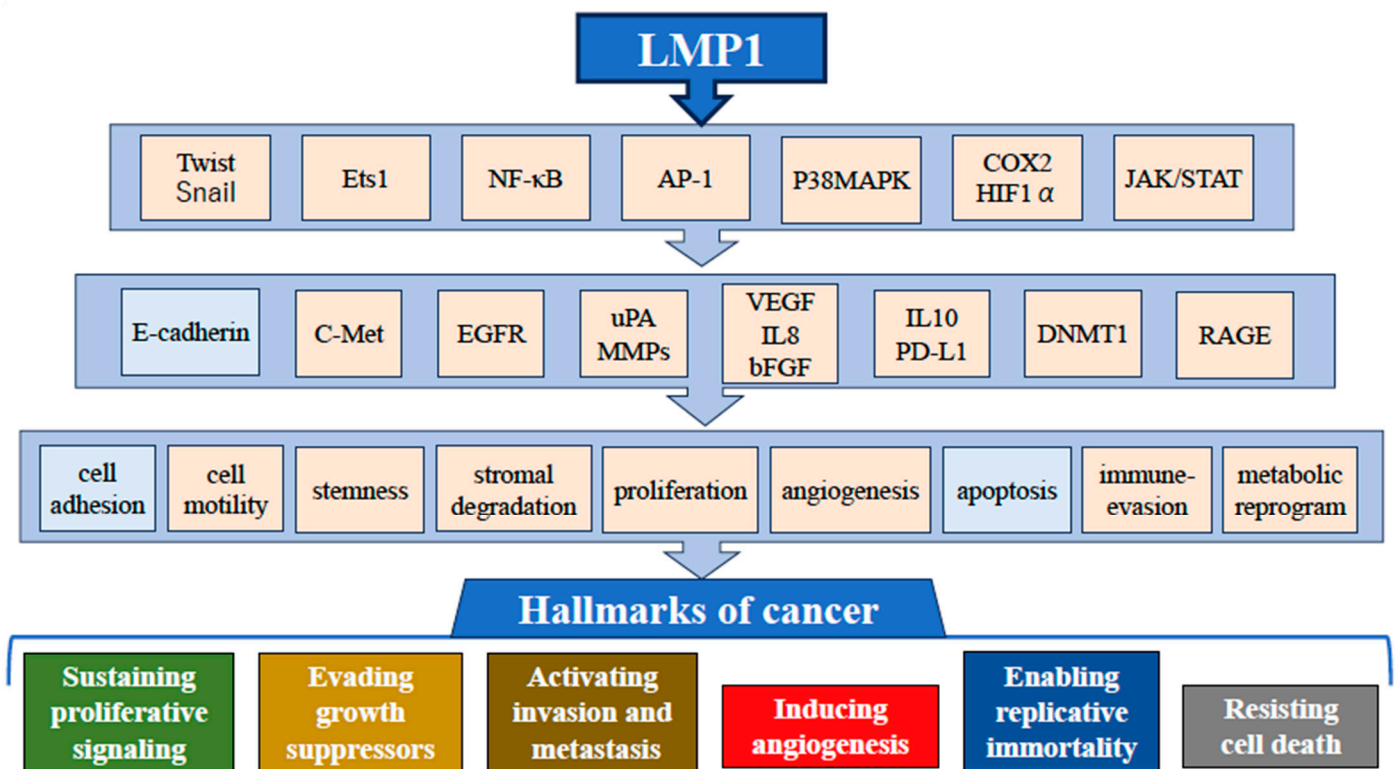 LMP1
Twist
Snail
Ets1
NF-κB
AP-1
P38MAPK
COX2
HIF1 α
JAK/STAT
E-cadherin
C-Met
EGFR
uPA
MMPs
VEGF
IL8
bFGF
IL10
PD-L1
DNMT1
RAGE
cell
adhesion
cell
motility
stemness
stromal
degradation
proliferation
angiogenesis
apoptosis
immune-
evasion
metabolic
reprogram
Hallmarks of cancer
Sustaining
proliferative
signaling
Evading
growth
suppressors
Activating
invasion and
metastasis
Inducing
angiogenesis
Enabling
replicative
immortality
Resisting
cell death